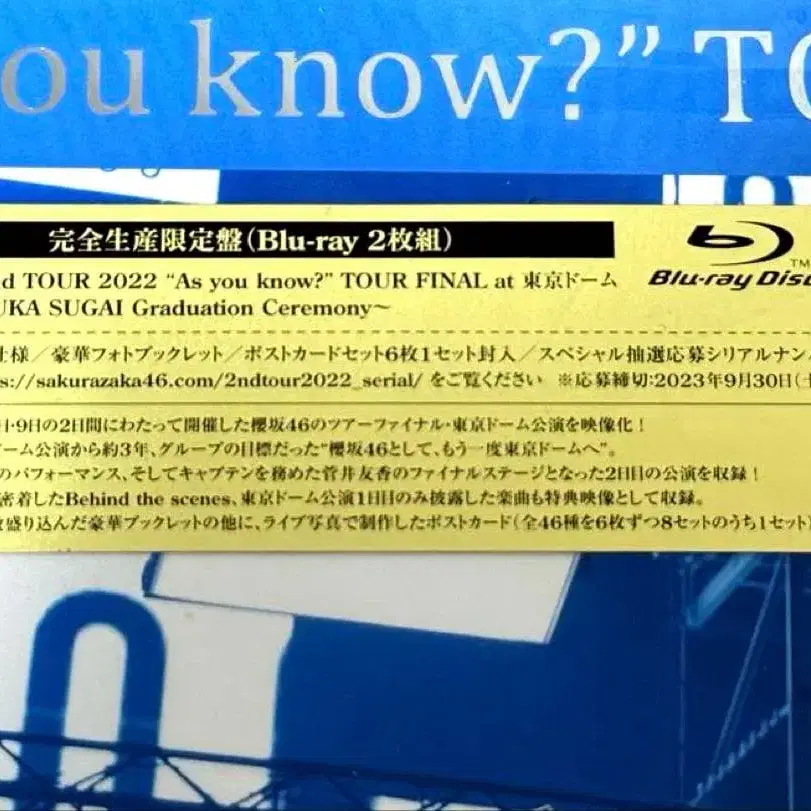 ou know?” TO
完全生産限定盤(Blu-ray 2枚組)
Blu-ray Disc
TM
d TOUR 2022 “As you know?” TOUR FINAL at 東京ドーム
UKA SUGAI Graduation Ceremony～
仕様／豪華フォトブックレット／ポストカードセット6枚1セット封入／スペシャル抽選応募シリアルナン
s://sakurazaka46.com/2ndtour2022_serial/ をご覧ください ※応募締切:2023年9月30日(土
日・9日の2日間にわたって開催した櫻坂46のツアーファイナル・東京ドーム公演を映像化！
ーム公演から約3年、グループの目標だった“櫻坂46として、もう一度東京ドームへ”。
のパフォーマンス、そしてキャプテンを務めた菅井友香のファイナルステージとなった2日目の公演を収録！
密着したBehind the scenes、東京ドーム公演1日目のみ披露した楽曲も特典映像として収録。
盛り込んだ豪華ブックレットの他に、ライブ写真で制作したポストカード(全46種を6枚ずつ8セットのうち1セット)